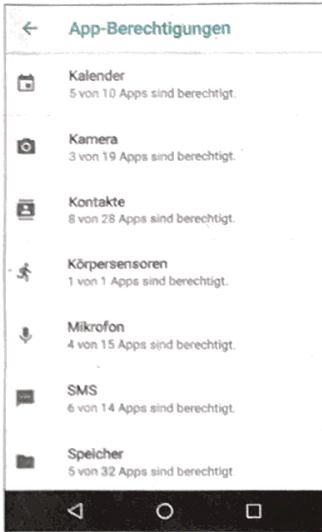 App-Berechtigungen
Kalender
5 von 10 Apps sind berechtigt.
Kamera
3 von 19 Apps sind berechtigt.
Kontakte
8 von 28 Apps sind berechtigt.
Körpersensoren
1 von 1 Apps sind berechtigt.
Mikrofon
4 von 15 Apps sind berechtigt.
SMS
6 von 14 Apps sind berechtigt.
Speicher
5 von 32 Apps sind berechtigt